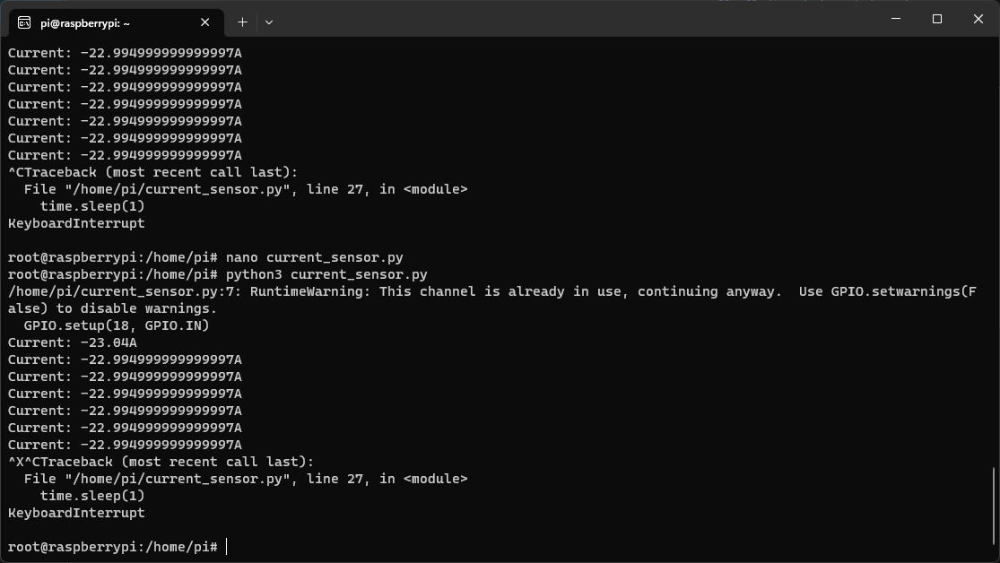 pi@raspberrypi: ~
Current: -22.994999999999997A
Current: -22.994999999999997A
Current: -22.994999999999997A
Current: -22.994999999999997A
Current: -22.994999999999997A
Current: -22.994999999999997A
Current: -22.994999999999997A
^CTraceback (most recent call last):
  File "/home/pi/current_sensor.py", line 27, in <module>
    time.sleep(1)
KeyboardInterrupt

root@raspberrypi:/home/pi# nano current_sensor.py
root@raspberrypi:/home/pi# python3 current_sensor.py
/home/pi/current_sensor.py:7: RuntimeWarning: This channel is already in use, continuing anyway.  Use GPIO.setwarnings(F
alse) to disable warnings.
  GPIO.setup(18, GPIO.IN)
Current: -23.04A
Current: -22.994999999999997A
Current: -22.994999999999997A
Current: -22.994999999999997A
Current: -22.994999999999997A
Current: -22.994999999999997A
Current: -22.994999999999997A
^X^CTraceback (most recent call last):
  File "/home/pi/current_sensor.py", line 27, in <module>
    time.sleep(1)
KeyboardInterrupt

root@raspberrypi:/home/pi#